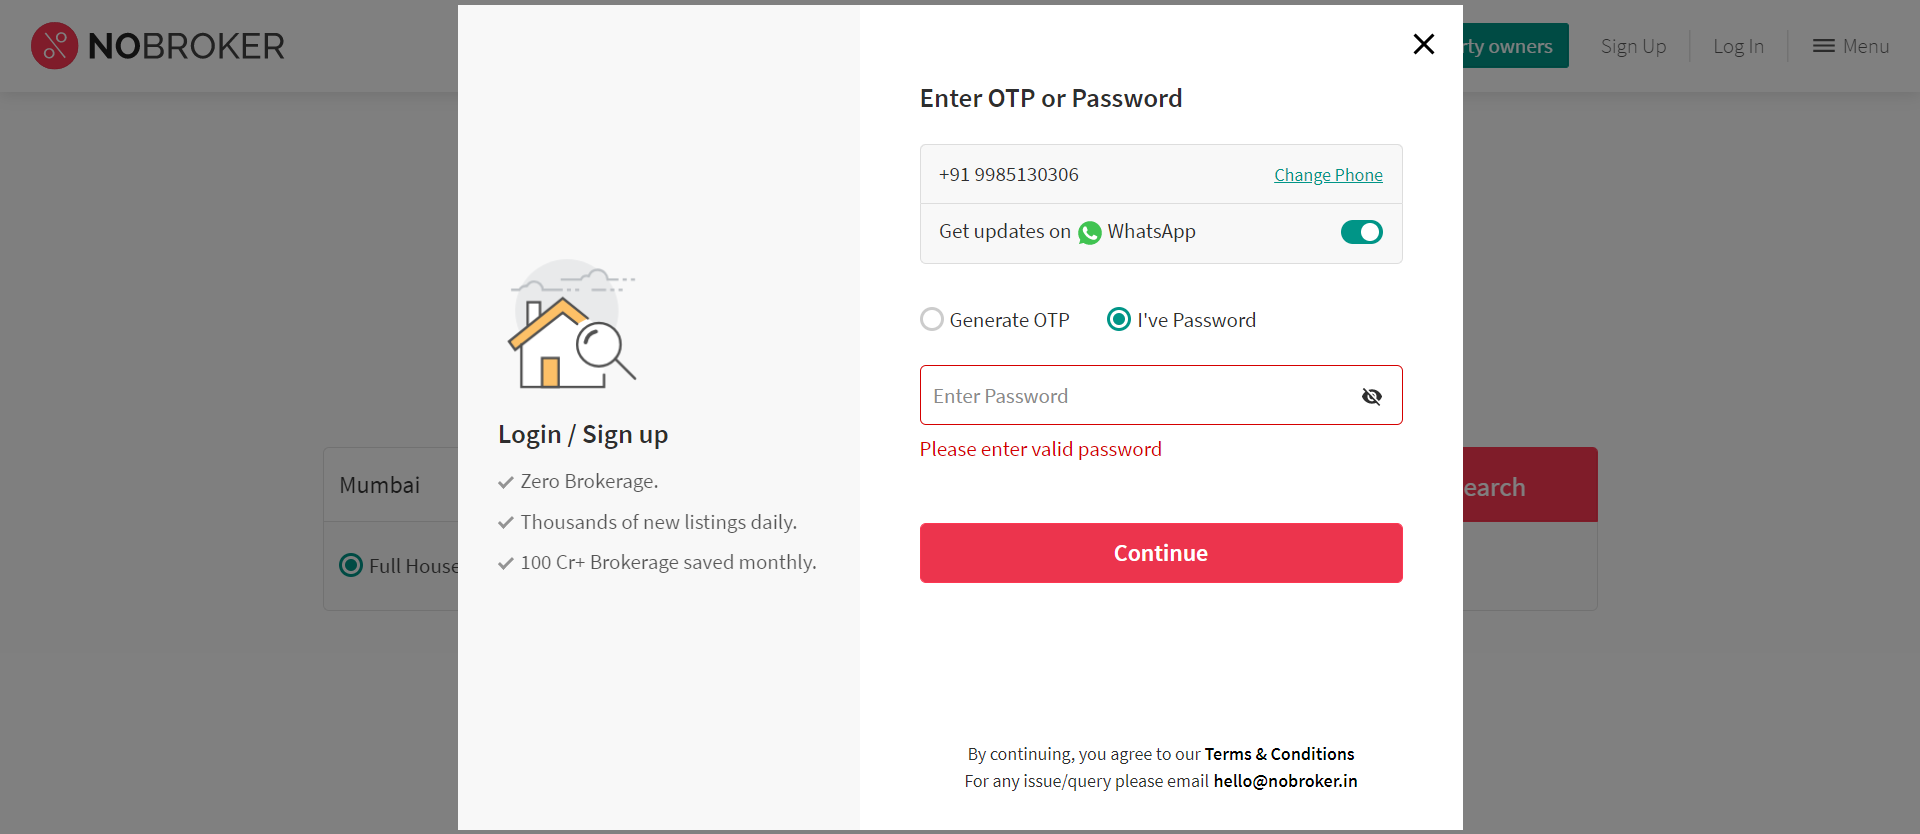 NOBROKER
rty owners
Sign Up
Log In
Menu
Enter OTP or Password
+91 9985130306
Change Phone
Get updates on WhatsApp
Generate OTP
I've Password
Enter Password
Please enter valid password
Continue
Login / Sign up
Zero Brokerage.
Thousands of new listings daily.
100 Cr+ Brokerage saved monthly.
Mumbai
earch
Full House
By continuing, you agree to our Terms & Conditions
For any issue/query please email hello@nobroker.in